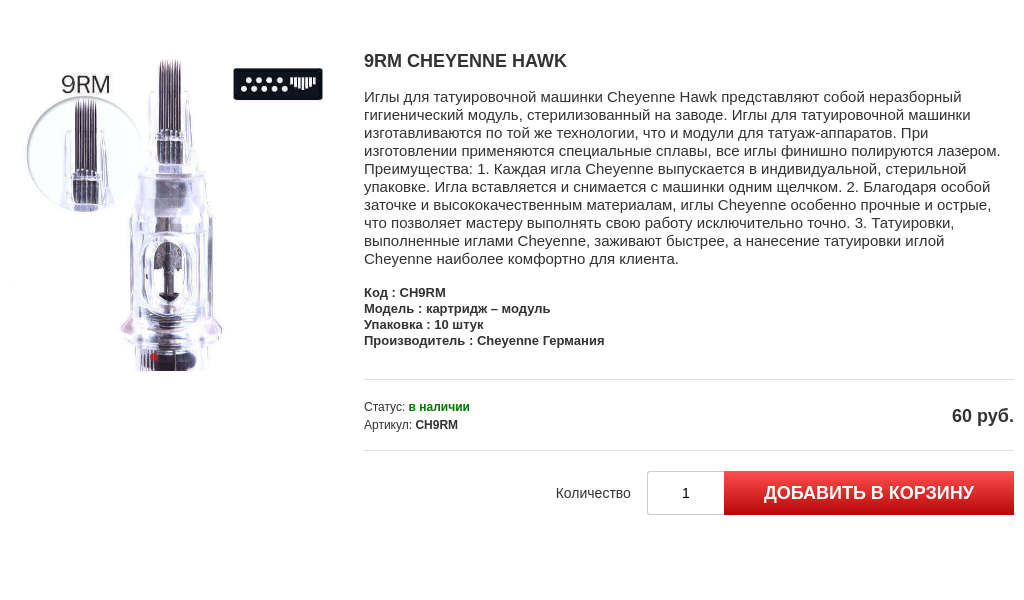 9RM
9RM CHEYENNE HAWK
Иглы для татуировочной машинки Cheyenne Hawk представляют собой неразборный
гигиенический модуль, стерилизованный на заводе. Иглы для татуировочной машинки
изготавливаются по той же технологии, что и модули для татуаж-аппаратов. При
изготовлении применяются специальные сплавы, все иглы финишно полируются лазером.
Преимущества: 1. Каждая игла Cheyenne выпускается в индивидуальной, стерильной
упаковке. Игла вставляется и снимается с машинки одним щелчком. 2. Благодаря особой
заточке и высококачественным материалам, иглы Cheyenne особенно прочные и острые,
что позволяет мастеру выполнять свою работу исключительно точно. 3. Татуировки,
выполненные иглами Cheyenne, заживают быстрее, а нанесение татуировки иглой
Cheyenne наиболее комфортно для клиента.
Код : CH9RM
Модель : картридж – модуль
Упаковка : 10 штук
Производитель : Cheyenne Германия
Статус: в наличии
Артикул: CH9RM
60 руб.
Количество 1 ДОБАВИТЬ В КОРЗИНУ